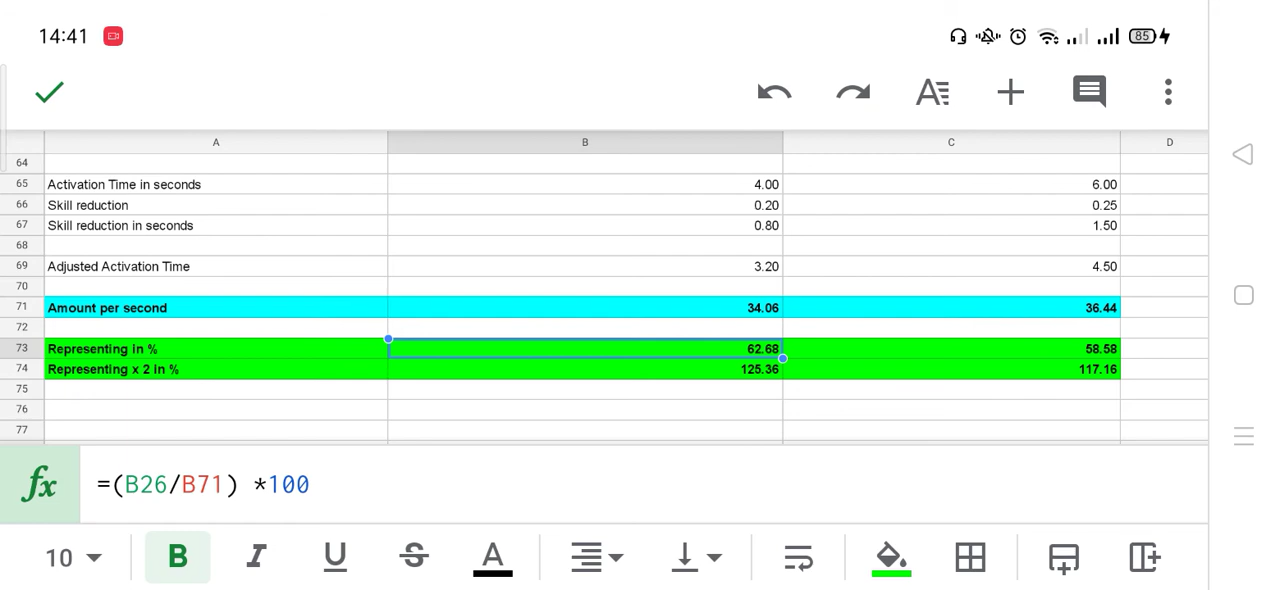 14:41 85
A B C D
64
65 Activation Time in seconds 4.00 6.00
66 Skill reduction 0.20 0.25
67 Skill reduction in seconds 0.80 1.50
68
69 Adjusted Activation Time 3.20 4.50
70
71 Amount per second 34.06 36.44
72
73 Representing in % 62.68 58.58
74 Representing x 2 in % 125.36 117.16
75
76
77
fx =(B26/B71) *100
10 B I U S A